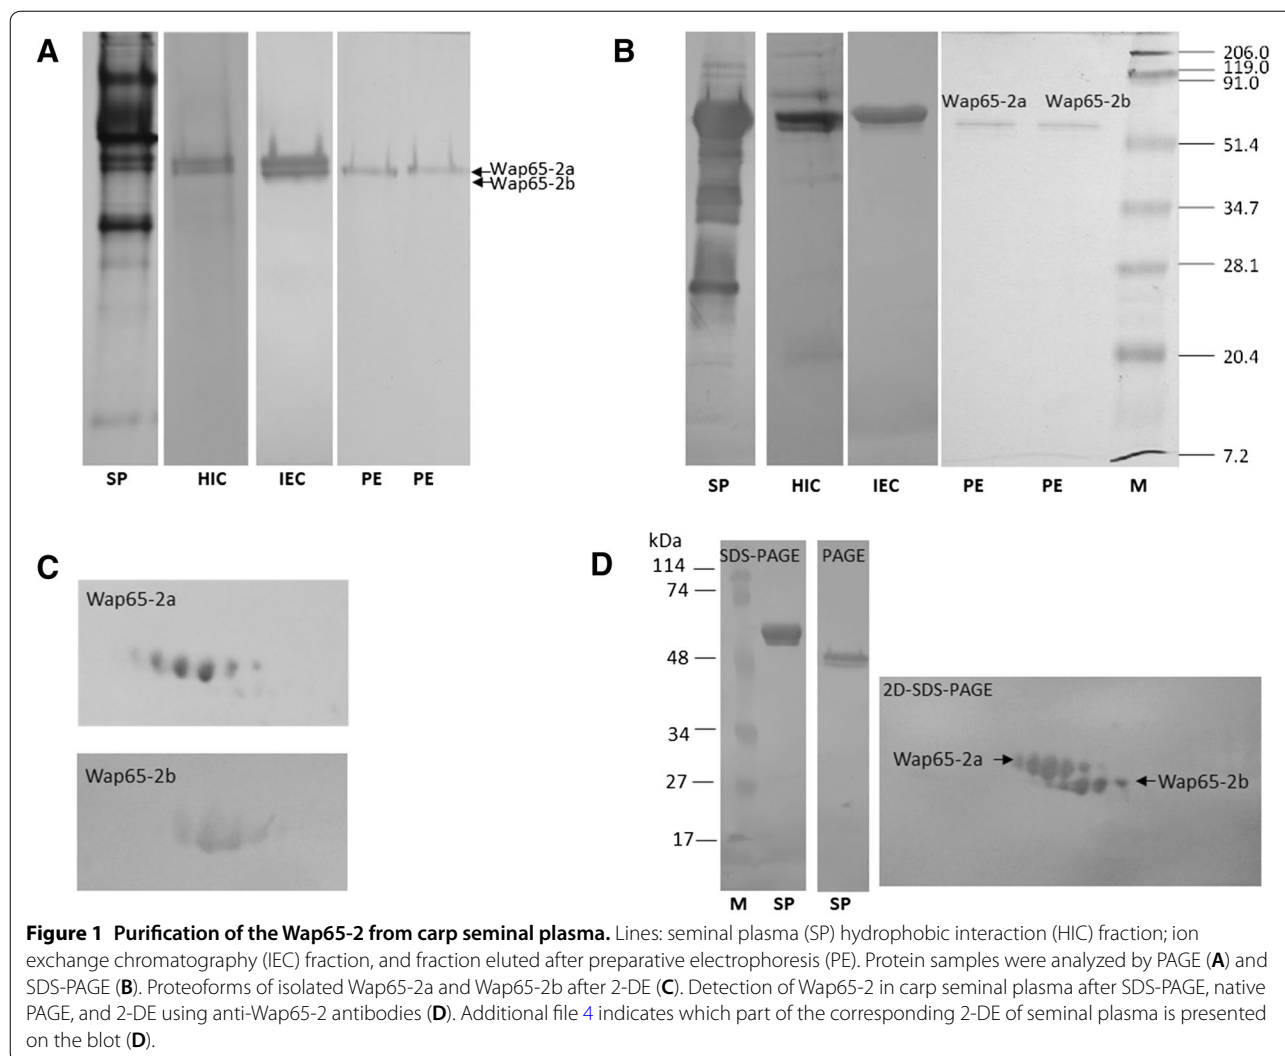 A
Wap65-2a
Wap65-2b
SP HIC IEC PE PE
B
Wap65-2a Wap65-2b
206.0
119.0
91.0
51.4
34.7
28.1
20.4
7.2
SP HIC IEC PE PE M
C
Wap65-2a
Wap65-2b
D
kDa
SDS-PAGE PAGE
114
74
48
34
27
17
M SP SP
2D-SDS-PAGE
Wap65-2a
Wap65-2b
Figure 1 Purification of the Wap65-2 from carp seminal plasma. Lines: seminal plasma (SP) hydrophobic interaction (HIC) fraction; ion
exchange chromatography (IEC) fraction, and fraction eluted after preparative electrophoresis (PE). Protein samples were analyzed by PAGE (A) and
SDS-PAGE (B). Proteoforms of isolated Wap65-2a and Wap65-2b after 2-DE (C). Detection of Wap65-2 in carp seminal plasma after SDS-PAGE, native
PAGE, and 2-DE using anti-Wap65-2 antibodies (D). Additional file 4 indicates which part of the corresponding 2-DE of seminal plasma is presented
on the blot (D).